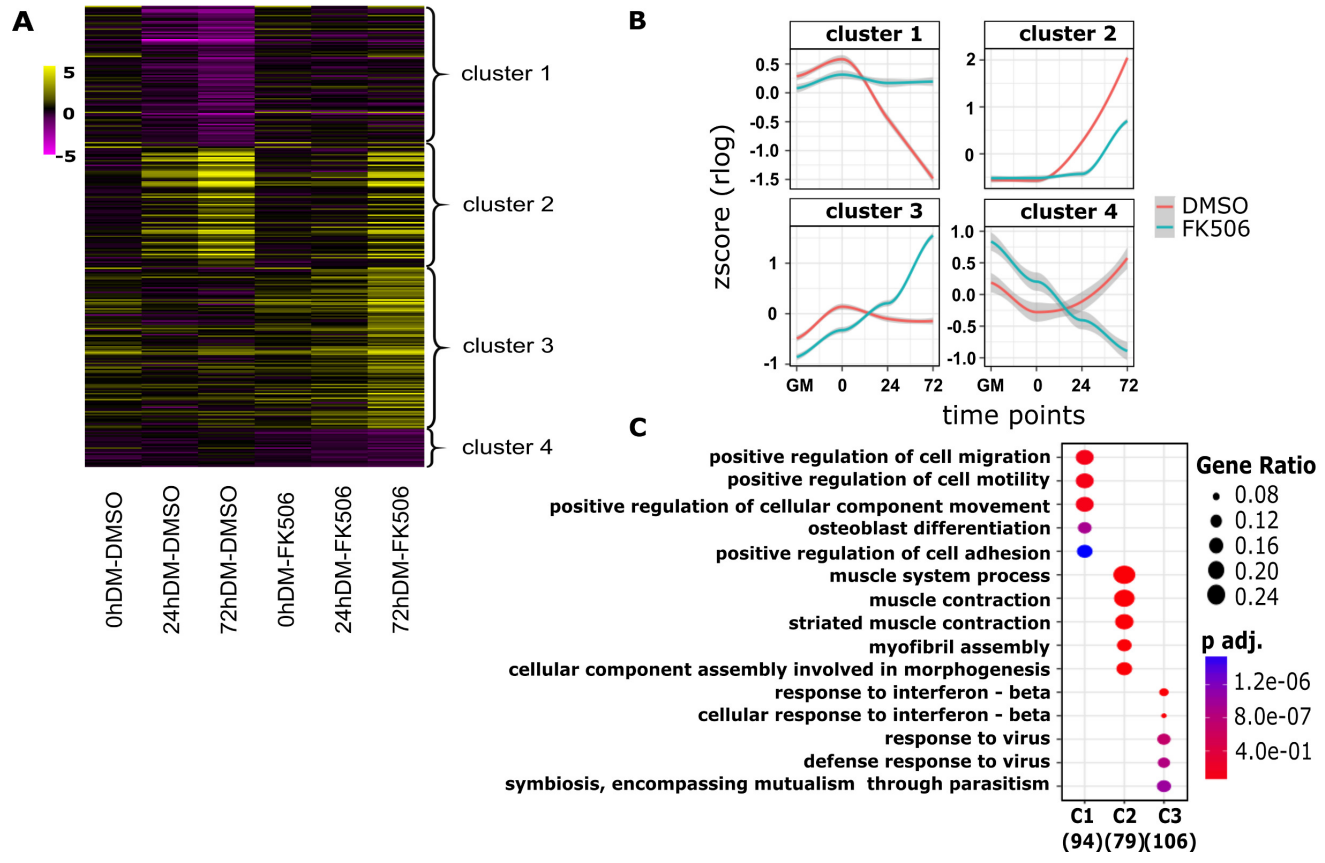 A
5
0
-5
cluster 1
cluster 2
cluster 3
cluster 4
0hDM-DMSO
24hDM-DMSO
72hDM-DMSO
0hDM-FK506
24hDM-FK506
72hDM-FK506
B
cluster 1
cluster 2
0.5
0.0
-0.5
-1.0
-1.5
2
1
0
zscore (rlog)
cluster 3
cluster 4
1
0
-1
1.0
0.5
0.0
-0.5
-1.0
GM 0 24 72
GM 0 24 72
time points
DMSO
FK506
C
positive regulation of cell migration
positive regulation of cell motility
positive regulation of cellular component movement
osteoblast differentiation
positive regulation of cell adhesion
muscle system process
muscle contraction
striated muscle contraction
myofibril assembly
cellular component assembly involved in morphogenesis
response to interferon - beta
cellular response to interferon - beta
response to virus
defense response to virus
symbiosis, encompassing mutualism through parasitism
C1 C2 C3
(94) (79) (106)
Gene Ratio
0.08
0.12
0.16
0.20
0.24
p adj.
1.2e-06
8.0e-07
4.0e-01